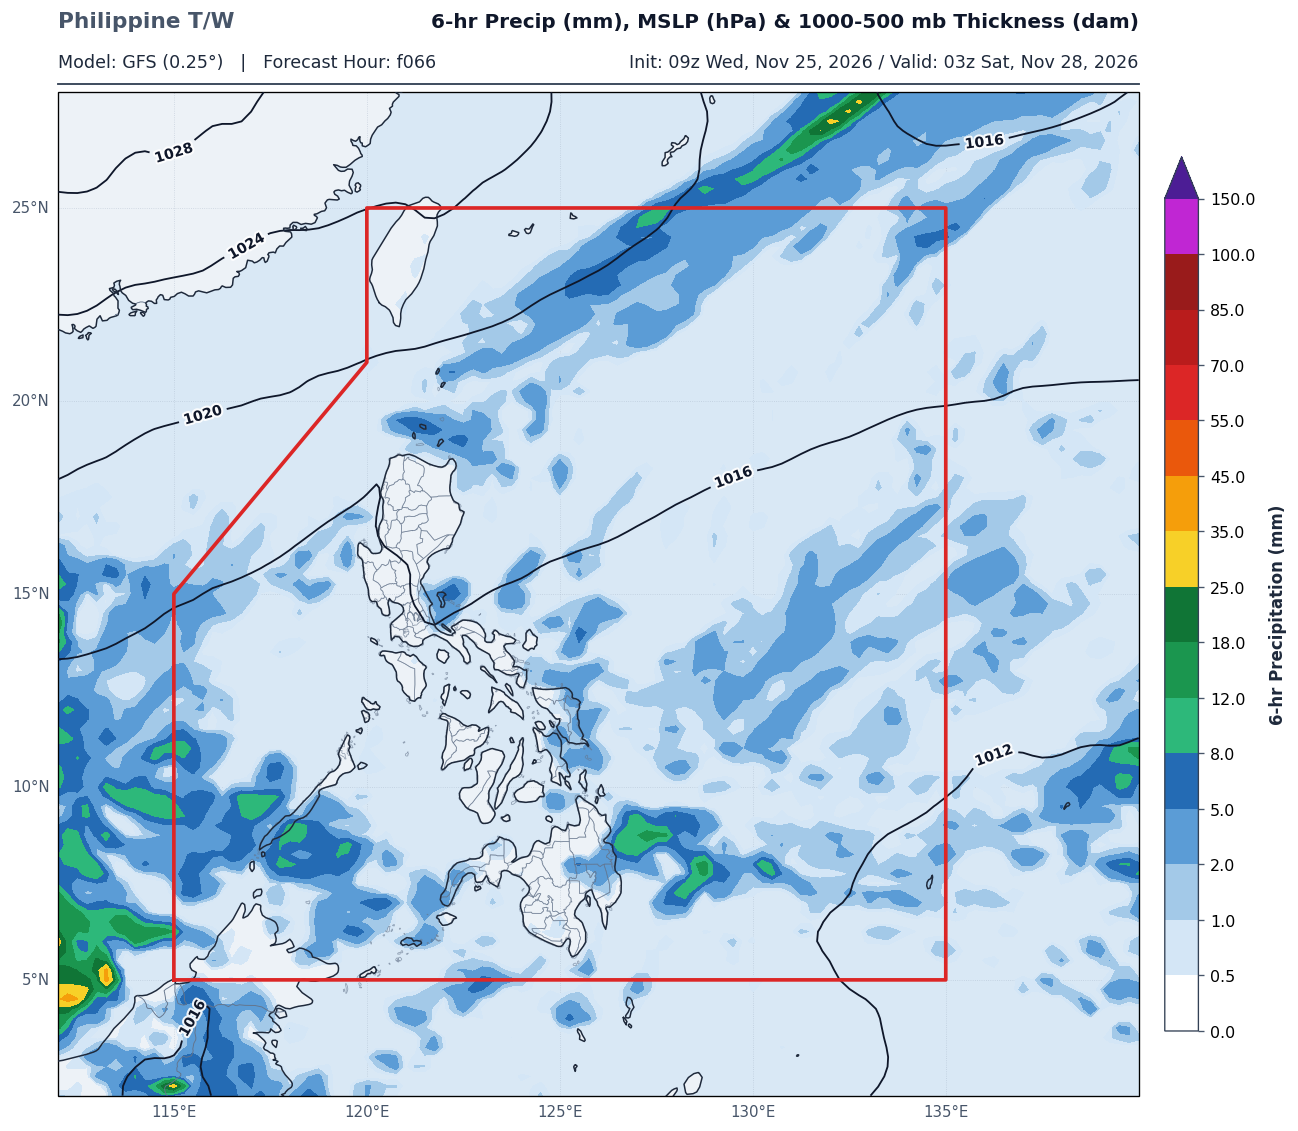 Philippine T/W
6-hr Precip (mm), MSLP (hPa) & 1000-500 mb Thickness (dam)
Model: GFS (0.25°) | Forecast Hour: f066
Init: 09z Wed, Nov 25, 2026 / Valid: 03z Sat, Nov 28, 2026
1028
1016
1024
1020
1016
1012
1016
25°N
20°N
15°N
10°N
5°N
115°E
120°E
125°E
130°E
135°E
150.0
100.0
85.0
70.0
55.0
45.0
35.0
25.0
18.0
12.0
8.0
5.0
2.0
1.0
0.5
0.0
6-hr Precipitation (mm)